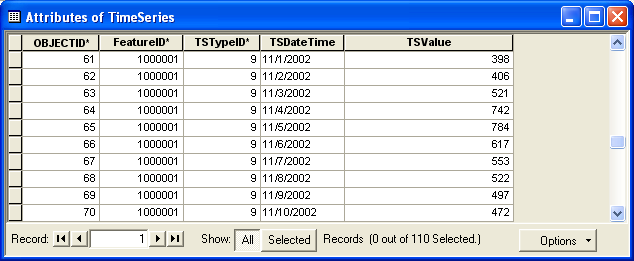 Attributes of TimeSeries
OBJECTID* FeatureID* TSTypeID* TSDateTime TSValue
61 1000001 9 11/1/2002 398
62 1000001 9 11/2/2002 406
63 1000001 9 11/3/2002 521
64 1000001 9 11/4/2002 742
65 1000001 9 11/5/2002 784
66 1000001 9 11/6/2002 617
67 1000001 9 11/7/2002 553
68 1000001 9 11/8/2002 522
69 1000001 9 11/9/2002 497
70 1000001 9 11/10/2002 472
Record: 1 Show: All Selected Records (0 out of 110 Selected.) Options